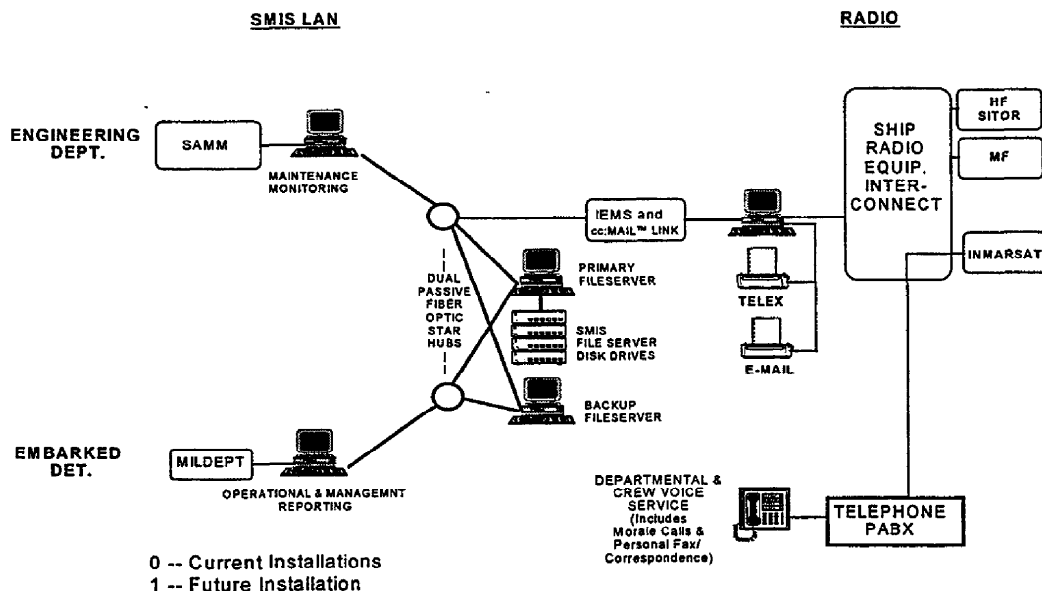 SMIS LAN
RADIO
ENGINEERING
DEPT.
SAMM
MAINTENANCE
MONITORING
IEMS and
cc:MAIL™ LINK
SHIP
RADIO
EQUIP.
INTER-
CONNECT
HF
SITOR
MF
INMARSAT
DUAL
PASSIVE
FIBER
OPTIC
STAR
HUBS
PRIMARY
FILESERVER
SMIS
FILE SERVER
DISK DRIVES
BACKUP
FILESERVER
TELEX
E-MAIL
EMBARKED
DET.
MILDEPT
OPERATIONAL & MANAGEMNT
REPORTING
DEPARTMENTAL &
CREW VOICE
SERVICE
(Includes
Morale Calls &
Personal Fax/
Correspondence)
TELEPHONE
PABX
0 -- Current Installations
1 -- Future Installation